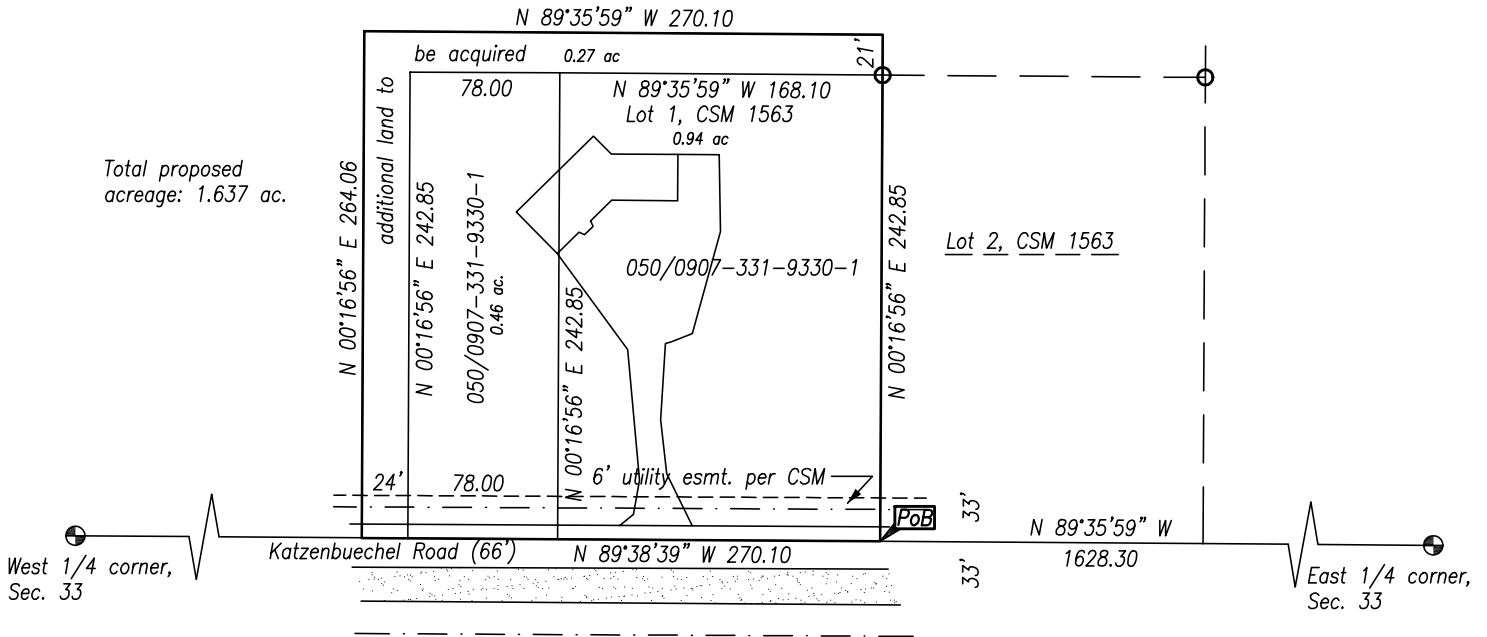 N 89°35'59" W 270.10
be acquired
0.27 ac
21'
additional land to
78.00
N 89°35'59" W 168.10
Lot 1, CSM 1563
0.94 ac
Total proposed
acreage: 1.637 ac.
N 00°16'56" E 264.06
N 00°16'56" E 242.85
050/0907-331-9330-1
0.46 ac.
N 00°16'56" E 242.85
050/0907-331-9330-1
N 00°16'56" E 242.85
Lot 2, CSM 1563
24'
78.00
6' utility esmt. per CSM
PoB
33'
N 89°35'59" W
1628.30
33'
Katzenbuechel Road (66')
N 89°38'39" W 270.10
West 1/4 corner,
Sec. 33
East 1/4 corner,
Sec. 33